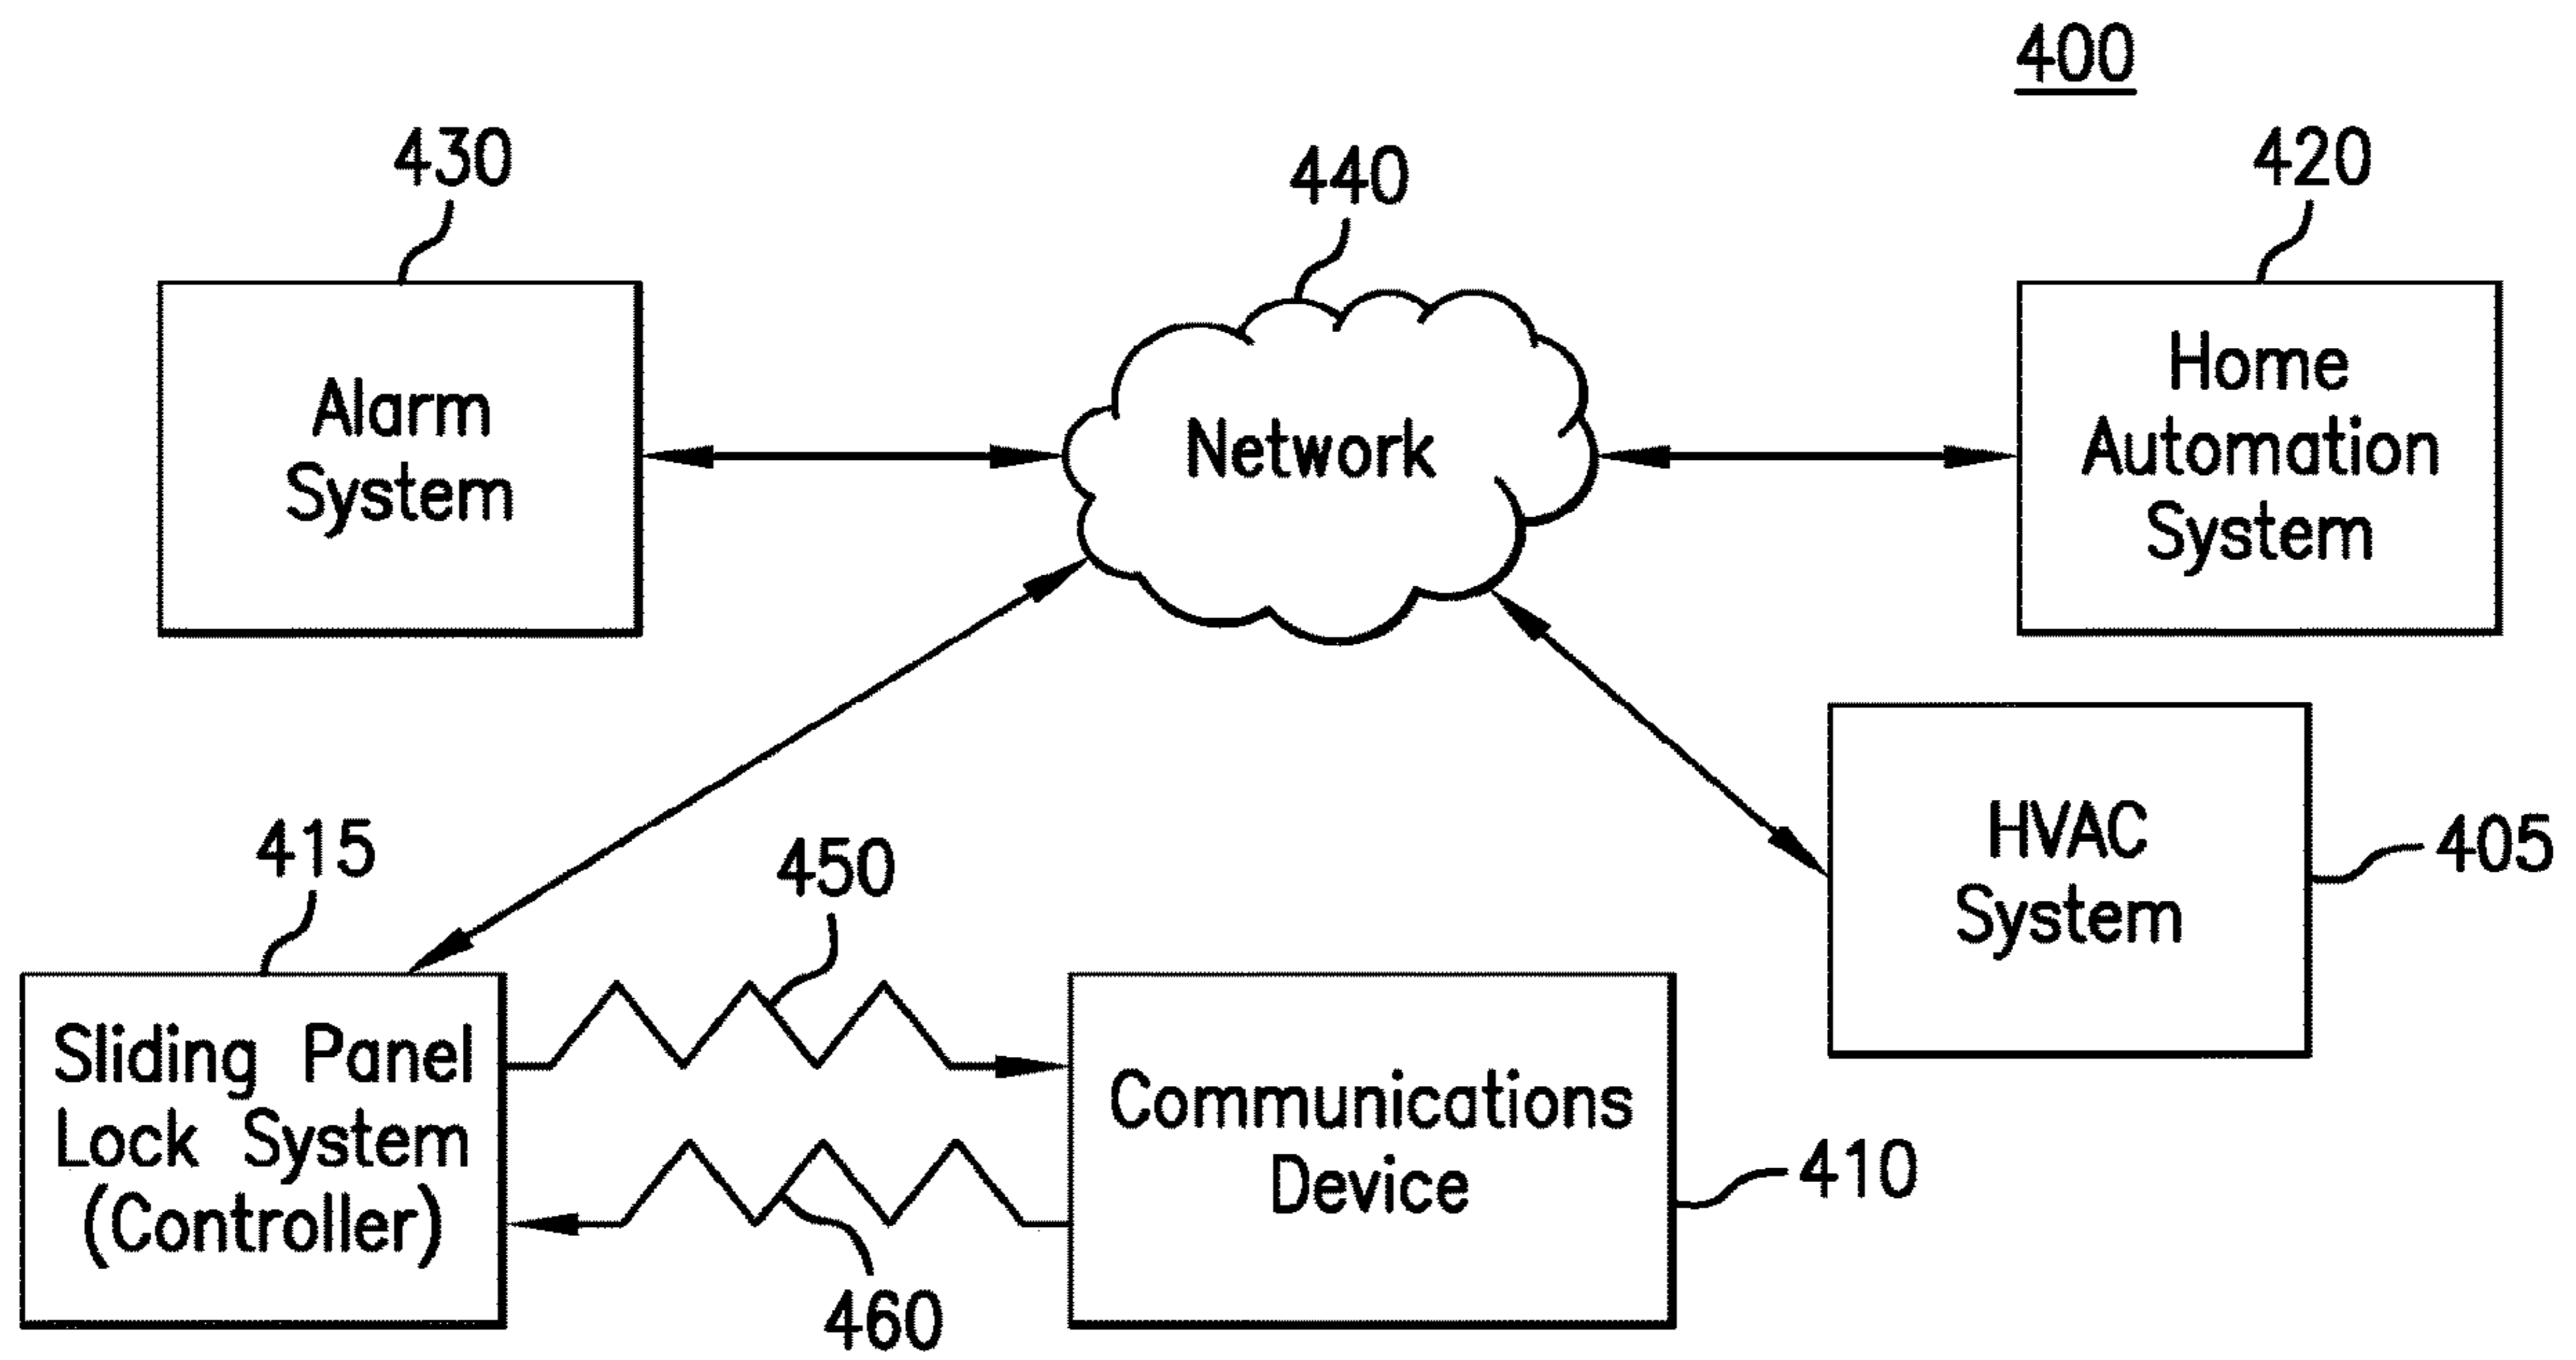 400
430
440
420
Alarm
System
Network
Home
Automation
System
415
450
HVAC
System
405
Sliding Panel
Lock System
(Controller)
Communications
Device
410
460